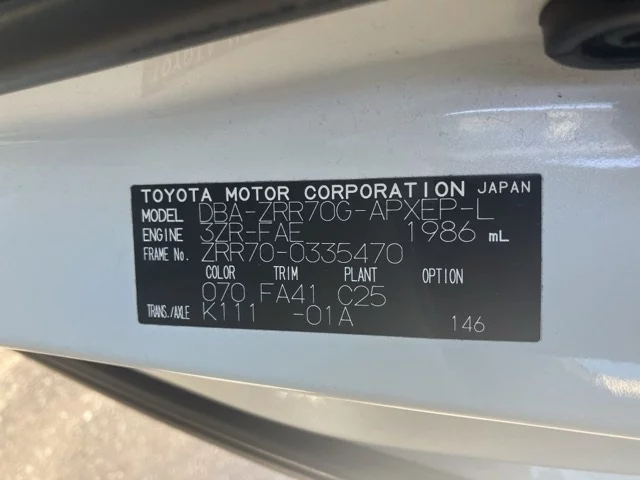 TOYOTA MOTOR CORPORATION JAPAN
MODEL DBA-ZRR70G-APXEP-L
ENGINE 3ZR-FAE 1986 mL
FRAME No. ZRR70-0335470
COLOR TRIM PLANT OPTION
070 FA41 C25
TRANS./AXLE K111 -01A 146